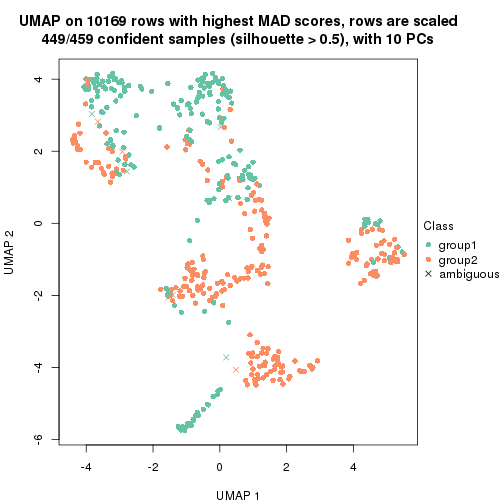 UMAP on 10169 rows with highest MAD scores, rows are scaled
449/459 confident samples (silhouette > 0.5), with 10 PCs
4
2
0
-2
-4
-6
UMAP 2
Class
group1
group2
ambiguous
-4
-2
0
2
4
UMAP 1